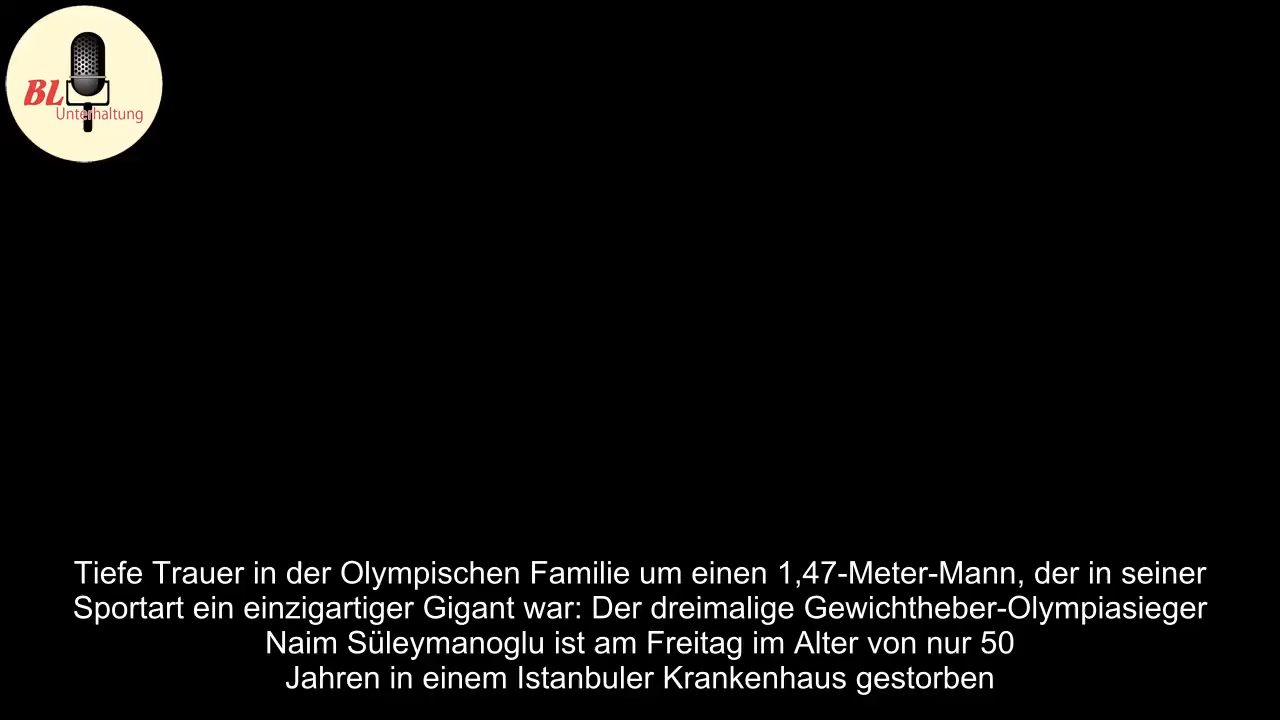 BL
Unterhaltung
Tiefe Trauer in der Olympischen Familie um einen 1,47-Meter-Mann, der in seiner
Sportart ein einzigartiger Gigant war: Der dreimalige Gewichtheber-Olympiasieger
Naim Süleymanoglu ist am Freitag im Alter von nur 50
Jahren in einem Istanbuler Krankenhaus gestorben